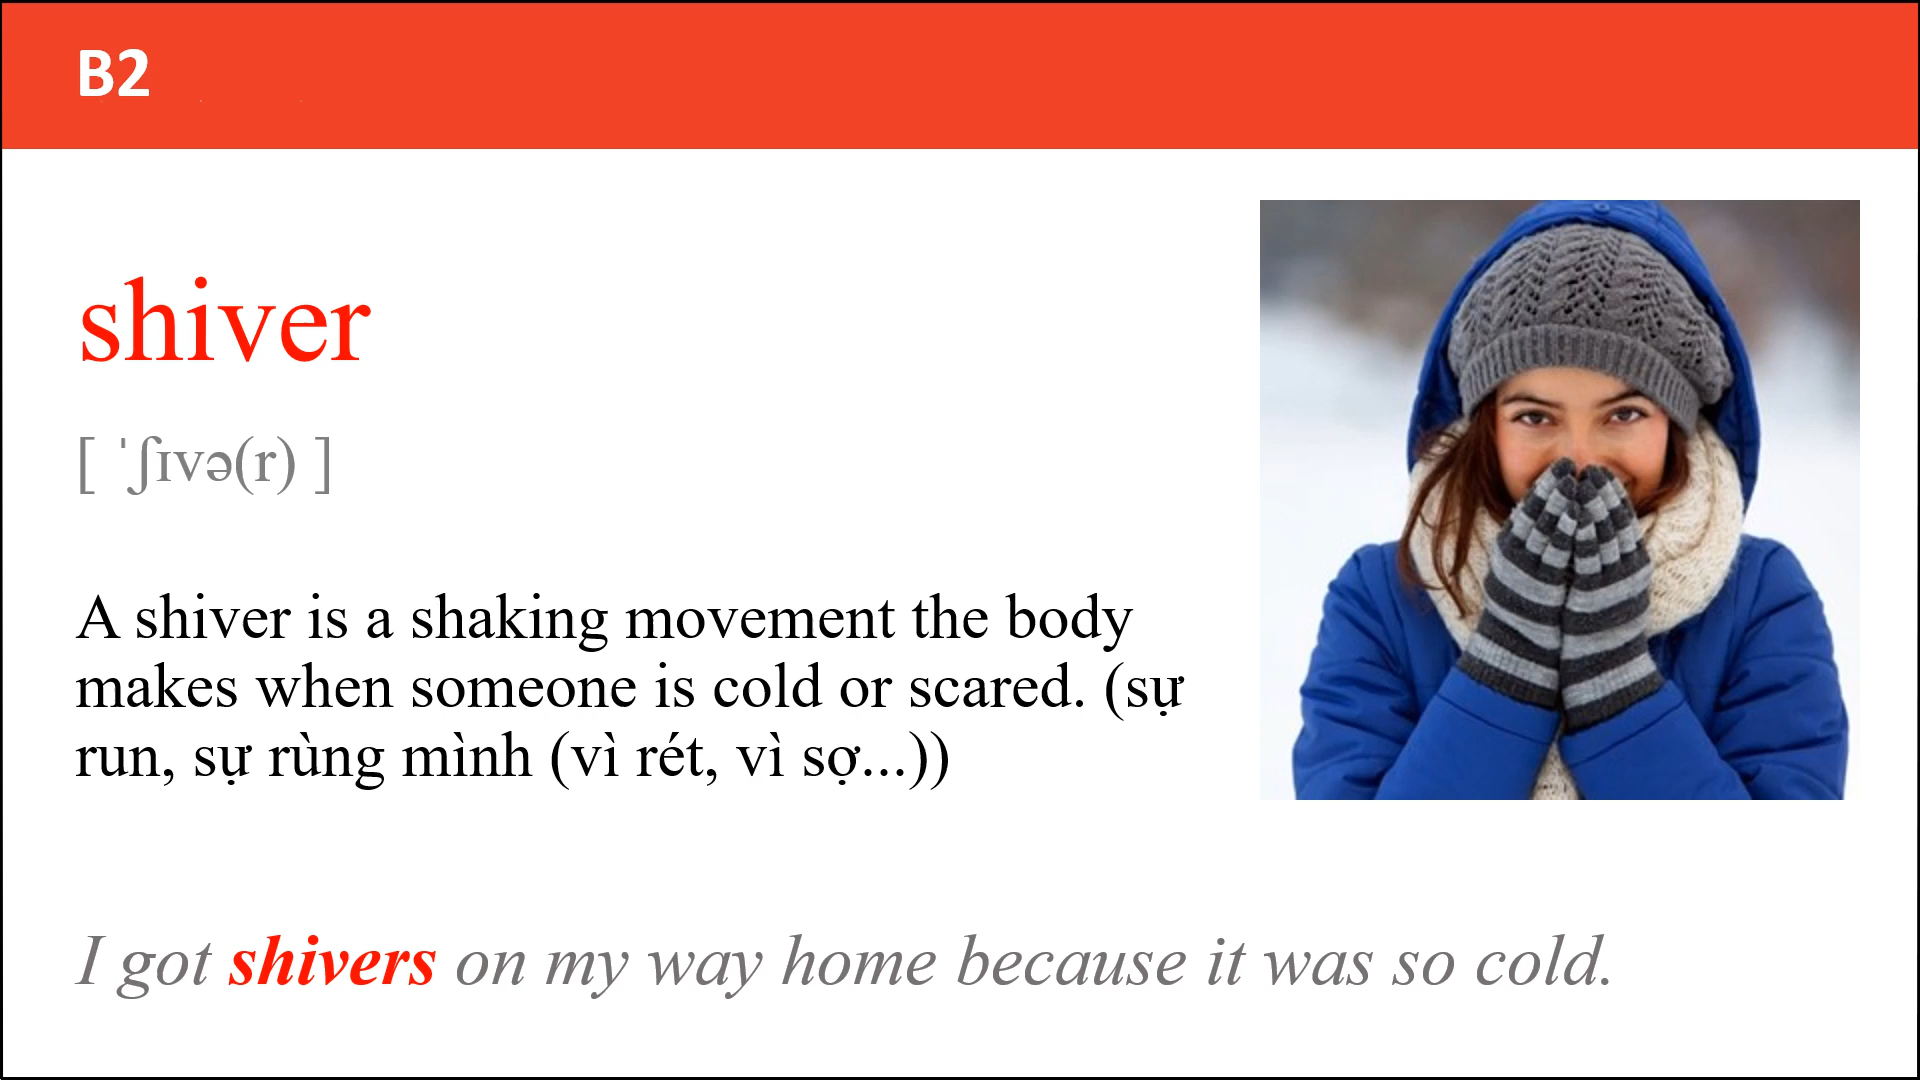 B2
shiver
[ ˈʃɪvə(r) ]
A shiver is a shaking movement the body
makes when someone is cold or scared. (sự
run, sự rùng mình (vì rét, vì sợ...))
I got shivers on my way home because it was so cold.